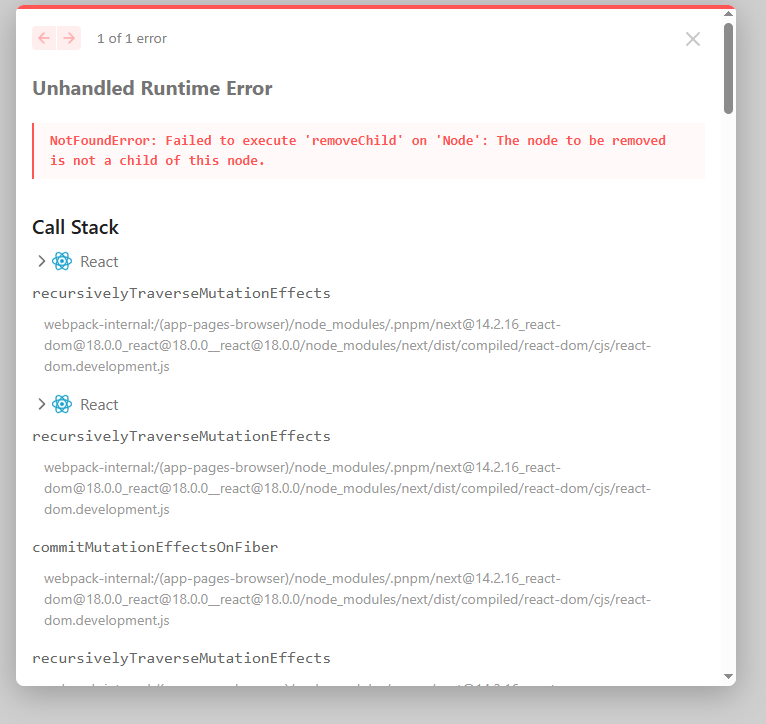 1 of 1 error
Unhandled Runtime Error
NotFoundError: Failed to execute 'removeChild' on 'Node': The node to be removed
is not a child of this node.
Call Stack
React
recursivelyTraverseMutationEffects
webpack-internal:/(app-pages-browser)/node_modules/.pnpm/next@14.2.16_react-
dom@18.0.0_react@18.0.0__react@18.0.0/node_modules/next/dist/compiled/react-dom/cjs/react-
dom.development.js
React
recursivelyTraverseMutationEffects
webpack-internal:/(app-pages-browser)/node_modules/.pnpm/next@14.2.16_react-
dom@18.0.0_react@18.0.0__react@18.0.0/node_modules/next/dist/compiled/react-dom/cjs/react-
dom.development.js
commitMutationEffectsOnFiber
webpack-internal:/(app-pages-browser)/node_modules/.pnpm/next@14.2.16_react-
dom@18.0.0_react@18.0.0__react@18.0.0/node_modules/next/dist/compiled/react-dom/cjs/react-
dom.development.js
recursivelyTraverseMutationEffects